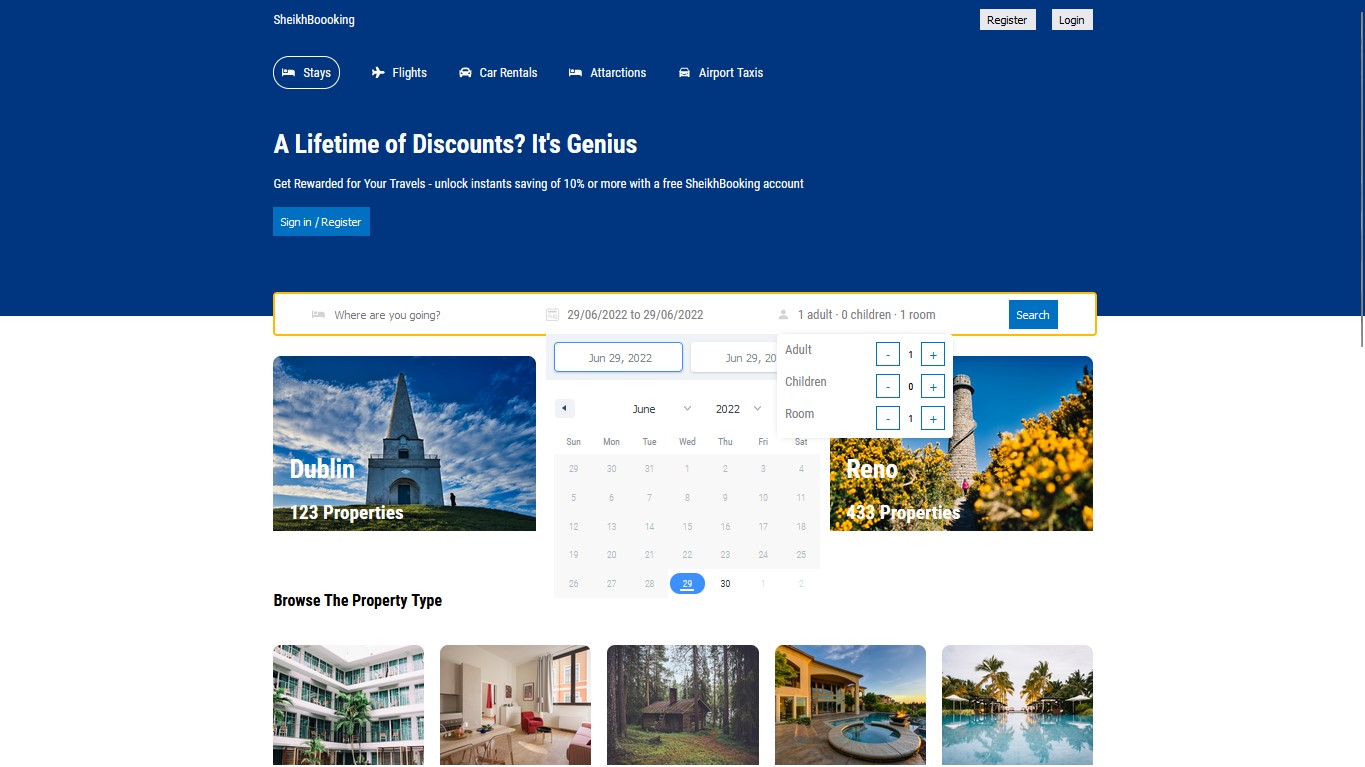 SheikhBoooking
Register
Login
Stays
Flights
Car Rentals
Attarctions
Airport Taxis
A Lifetime of Discounts? It's Genius
Get Rewarded for Your Travels - unlock instants saving of 10% or more with a free SheikhBooking account
Sign in / Register
Where are you going?
29/06/2022 to 29/06/2022
1 adult · 0 children · 1 room
Search
Jun 29, 2022
Jun 29, 20
Adult
- 1 +
Children
- 0 +
Room
- 1 +
June
2022
Sun Mon Tue Wed Thu Fri Sat
29 30 31 1 2 3 4
5 6 7 8 9 10 11
12 13 14 15 16 17 18
19 20 21 22 23 24 25
26 27 28 29 30 1 2
Dublin
123 Properties
Reno
433 Properties
Browse The Property Type